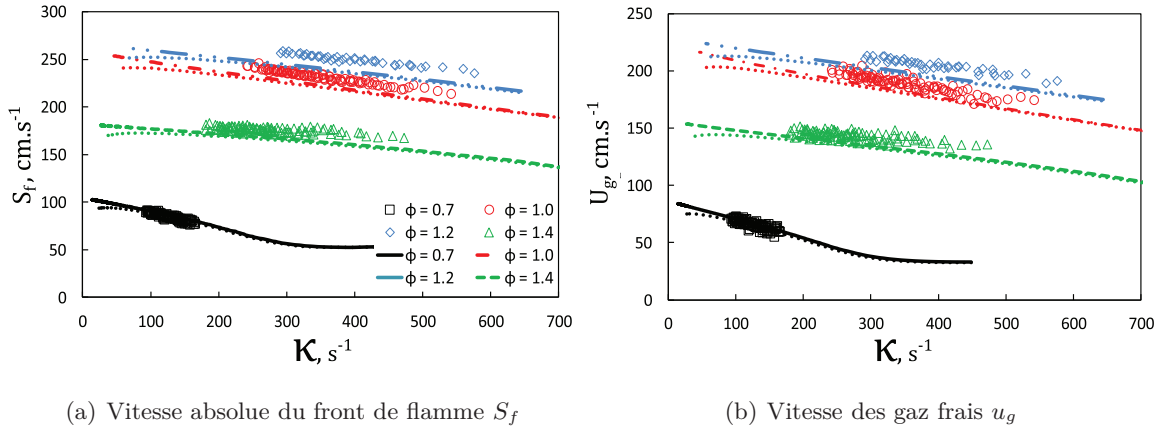 300
250
200
150
100
50
0
S_f, cm.s⁻¹
ϕ = 0.7 ϕ = 1.0
ϕ = 1.2 ϕ = 1.4
ϕ = 0.7 ϕ = 1.0
ϕ = 1.2 ϕ = 1.4
0 100 200 300 400 500 600 700
K, s⁻¹
(a) Vitesse absolue du front de flamme S_f
250
200
150
100
50
0
U_g_, cm.s⁻¹
0 100 200 300 400 500 600 700
K, s⁻¹
(b) Vitesse des gaz frais u_g